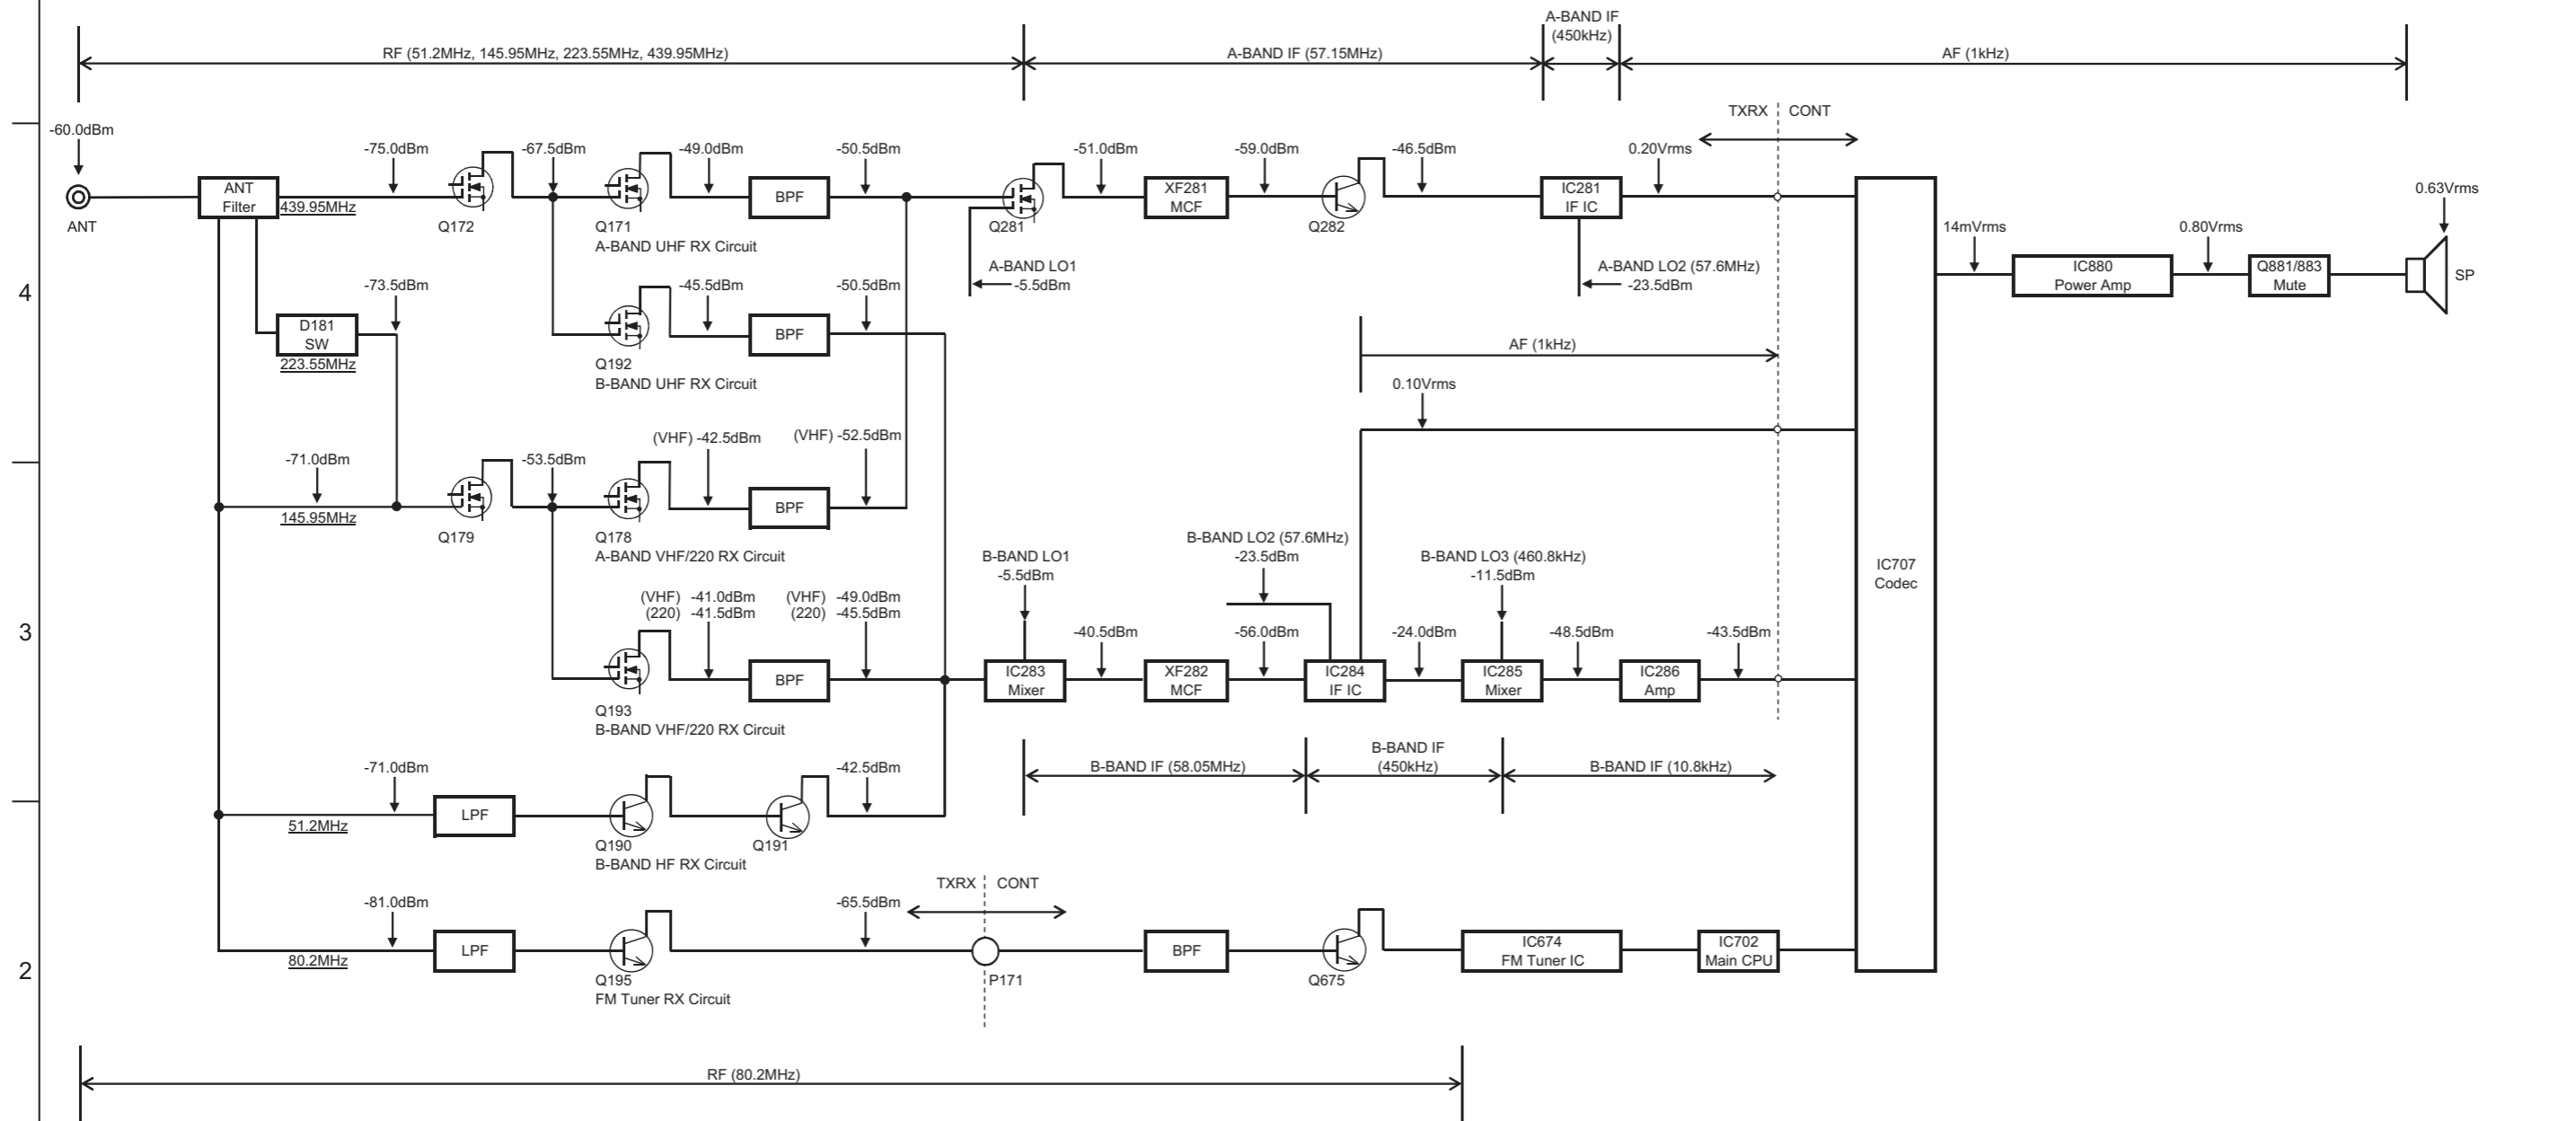 A-BAND IF
(450kHz)
RF (51.2MHz, 145.95MHz, 223.55MHz, 439.95MHz)
A-BAND IF (57.15MHz)
AF (1kHz)
TXRX
CONT
-60.0dBm
-75.0dBm
-67.5dBm
-49.0dBm
-50.5dBm
-51.0dBm
-59.0dBm
-46.5dBm
0.20Vrms
ANT
Filter
439.95MHz
BPF
XF281
MCF
IC281
IF IC
0.63Vrms
ANT
Q172
Q171
A-BAND UHF RX Circuit
Q281
Q282
14mVrms
0.80Vrms
A-BAND LO1
-5.5dBm
A-BAND LO2 (57.6MHz)
-23.5dBm
IC880
Power Amp
Q881/883
Mute
SP
4
-73.5dBm
-45.5dBm
-50.5dBm
D181
SW
223.55MHz
BPF
AF (1kHz)
Q192
B-BAND UHF RX Circuit
0.10Vrms
(VHF) -42.5dBm
(VHF) -52.5dBm
-71.0dBm
-53.5dBm
145.95MHz
BPF
Q179
Q178
A-BAND VHF/220 RX Circuit
B-BAND LO1
-5.5dBm
B-BAND LO2 (57.6MHz)
-23.5dBm
B-BAND LO3 (460.8kHz)
-11.5dBm
IC707
Codec
(VHF) -41.0dBm
(220) -41.5dBm
(VHF) -49.0dBm
(220) -45.5dBm
3
-40.5dBm
-56.0dBm
-24.0dBm
-48.5dBm
-43.5dBm
BPF
IC283
Mixer
XF282
MCF
IC284
IF IC
IC285
Mixer
IC286
Amp
Q193
B-BAND VHF/220 RX Circuit
B-BAND IF (58.05MHz)
B-BAND IF
(450kHz)
B-BAND IF (10.8kHz)
-71.0dBm
-42.5dBm
51.2MHz
LPF
Q190
Q191
B-BAND HF RX Circuit
TXRX
CONT
-81.0dBm
-65.5dBm
80.2MHz
LPF
BPF
IC674
FM Tuner IC
IC702
Main CPU
2
Q195
FM Tuner RX Circuit
P171
Q675
RF (80.2MHz)